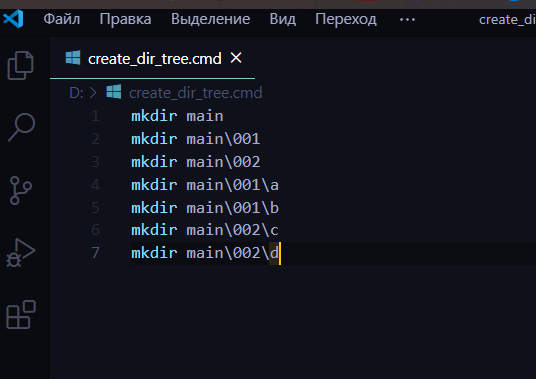 Файл Правка Выделение Вид Переход ··· create_di
create_dir_tree.cmd ×
D: > create_dir_tree.cmd
1 mkdir main
2 mkdir main\001
3 mkdir main\002
4 mkdir main\001\a
5 mkdir main\001\b
6 mkdir main\002\c
7 mkdir main\002\d